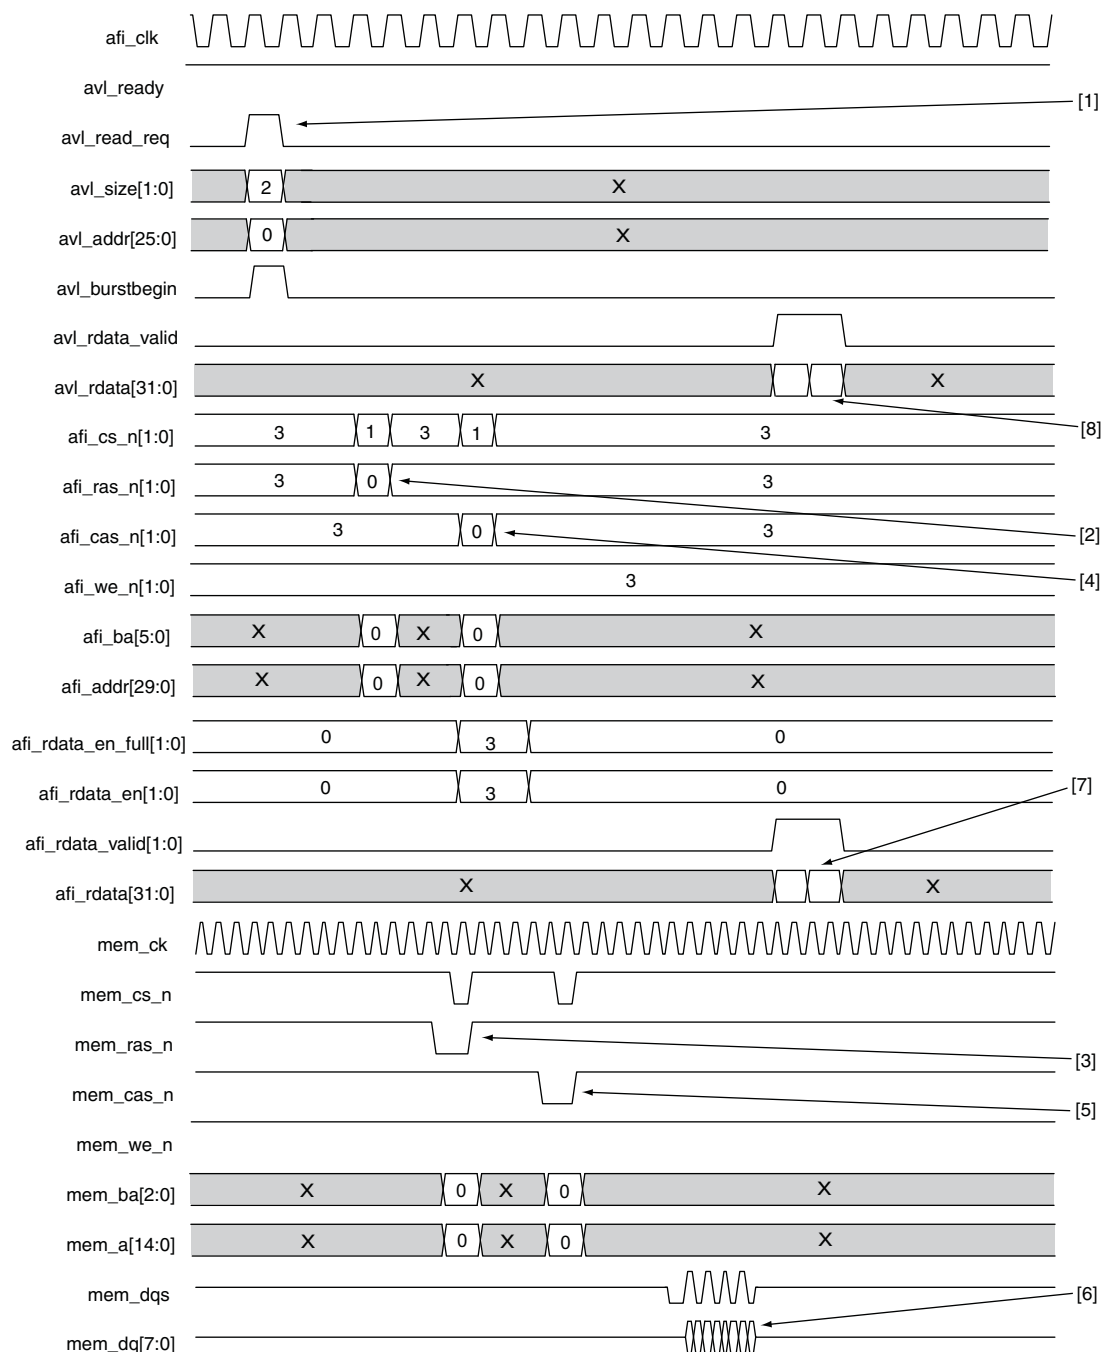 afi_clk
avl_ready
[1]
avl_read_req
avl_size[1:0] 2 X
avl_addr[25:0] 0 X
avl_burstbegin
avl_rdata_valid
avl_rdata[31:0] X X
[8]
afi_cs_n[1:0] 3 1 3 1 3
afi_ras_n[1:0] 3 0 3
[2]
afi_cas_n[1:0] 3 0 3
[4]
afi_we_n[1:0] 3
afi_ba[5:0] X 0 X 0 X
afi_addr[29:0] X 0 X 0 X
afi_rdata_en_full[1:0] 0 3 0
afi_rdata_en[1:0] 0 3 0
[7]
afi_rdata_valid[1:0]
afi_rdata[31:0] X X
mem_ck
mem_cs_n
mem_ras_n
[3]
mem_cas_n
[5]
mem_we_n
mem_ba[2:0] X 0 X 0 X
mem_a[14:0] X 0 X 0 X
mem_dqs
[6]
mem_dq[7:0]